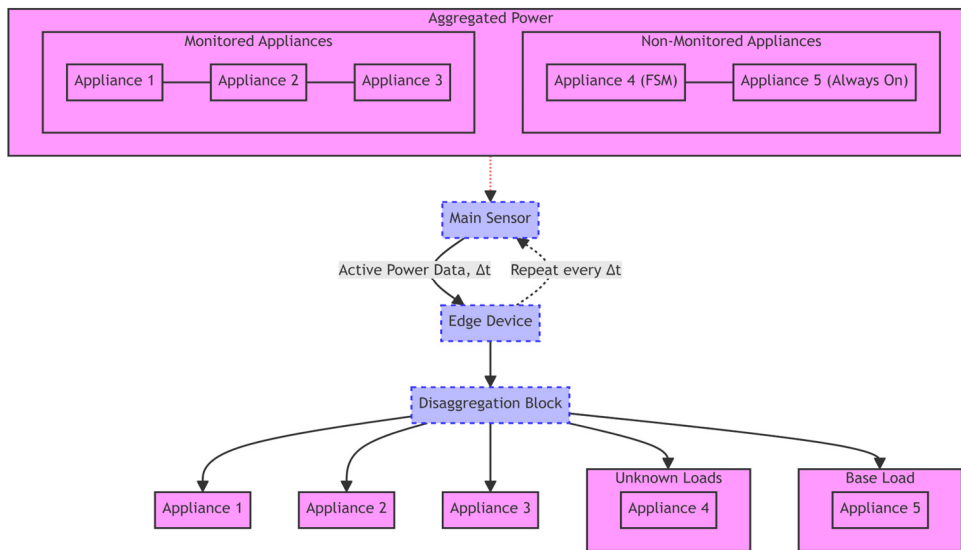 Aggregated Power
Monitored Appliances
Non-Monitored Appliances
Appliance 1
Appliance 2
Appliance 3
Appliance 4 (FSM)
Appliance 5 (Always On)
Main Sensor
Active Power Data, Δt
Repeat every Δt
Edge Device
Disaggregation Block
Appliance 1
Appliance 2
Appliance 3
Unknown Loads
Appliance 4
Base Load
Appliance 5